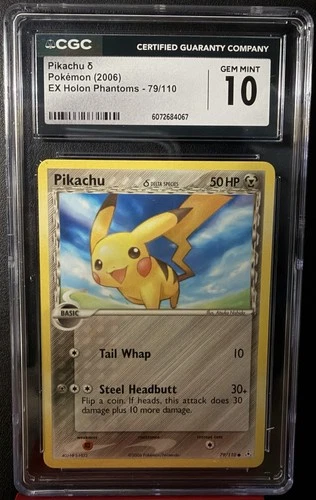 CGC
CERTIFIED GUARANTY COMPANY
Pikachu δ
Pokémon (2006)
EX Holon Phantoms - 79/110
GEM MINT
10
6072684067
Pikachu
δ DELTA SPECIES
50 HP
BASIC
Tail Whap 10
Steel Headbutt 30+
Flip a coin. If heads, this attack does 30
damage plus 10 more damage.
79/110